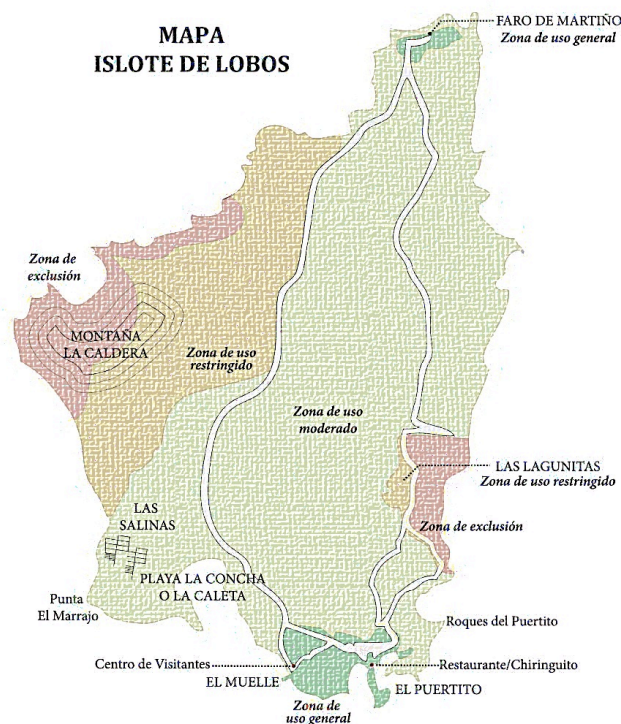 MAPA
ISLOTE DE LOBOS
FARO DE MARTIÑO
Zona de uso general
Zona de
exclusión
MONTAÑA
LA CALDERA
Zona de uso
restringido
Zona de uso
moderado
LAS LAGUNITAS
Zona de uso restringido
Zona de exclusión
LAS
SALINAS
PLAYA LA CONCHA
O LA CALETA
Punta
El Marrajo
Roques del Puertito
Centro de Visitantes
Restaurante/Chiringuito
EL MUELLE
EL PUERTITO
Zona de
uso general